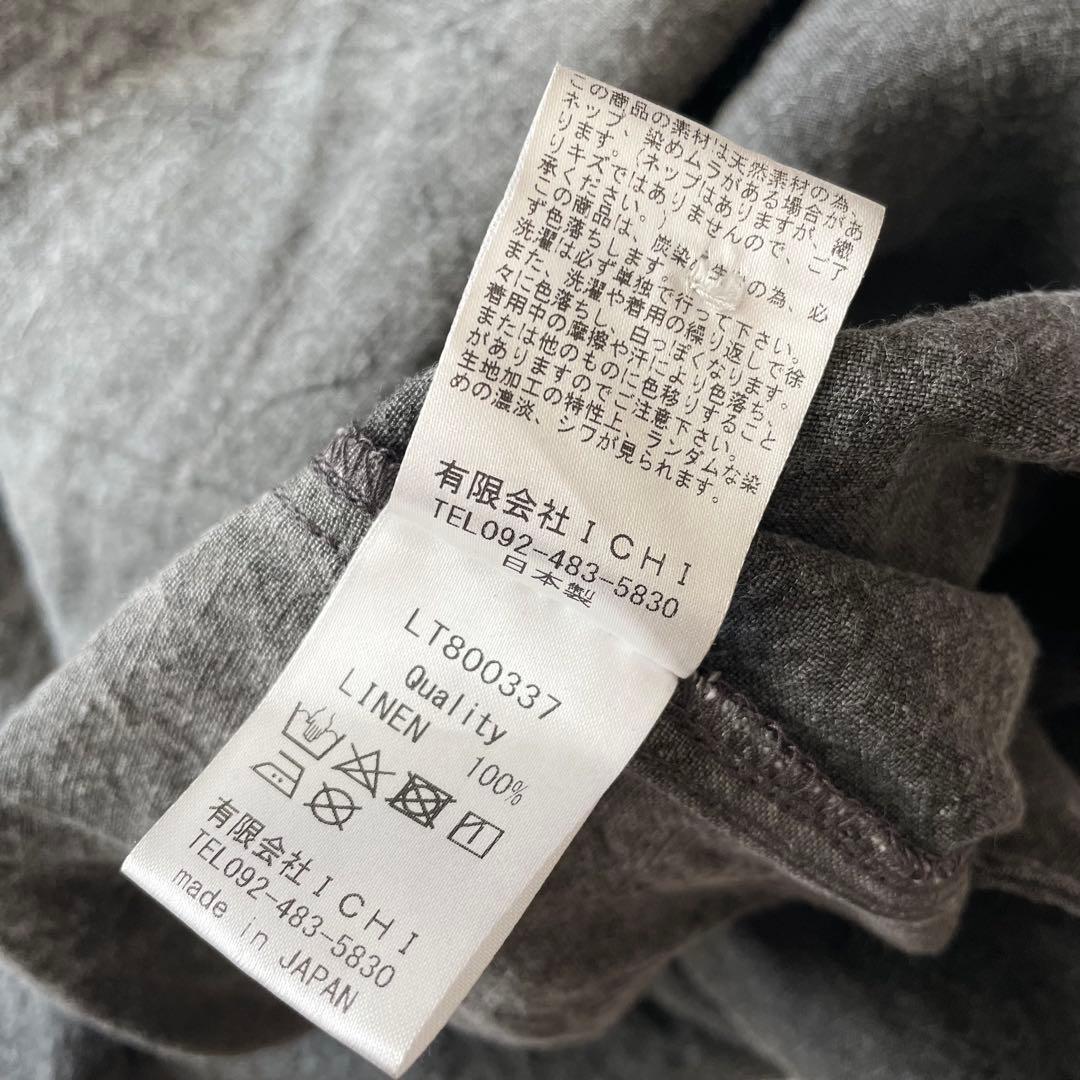 この商品の素材は天然素材の為、
ネップ、染めムラがある場合があ
ります。（ネップはありますが、織
りキズではありませんので、ご了
承ください。
この商品は、炭染 生 の為、必
ず色落ちします。
洗濯は必ず単独で行って下さい。
また、洗濯や着用の繰り返しで徐
々に色落ちし、白っぽくなります。
着用中の摩擦や汗により色落ち、
または他のものに色移りすること
がありますのでご注意下さい。
生地加工の特性上、ランダムな染
めの濃淡、シワが見られます。
有限会社ICHI
TEL092-483-5830
日本製
LT800337
Quality
LINEN 100%
有限会社ICHI
TEL092-483-5830
made in JAPAN